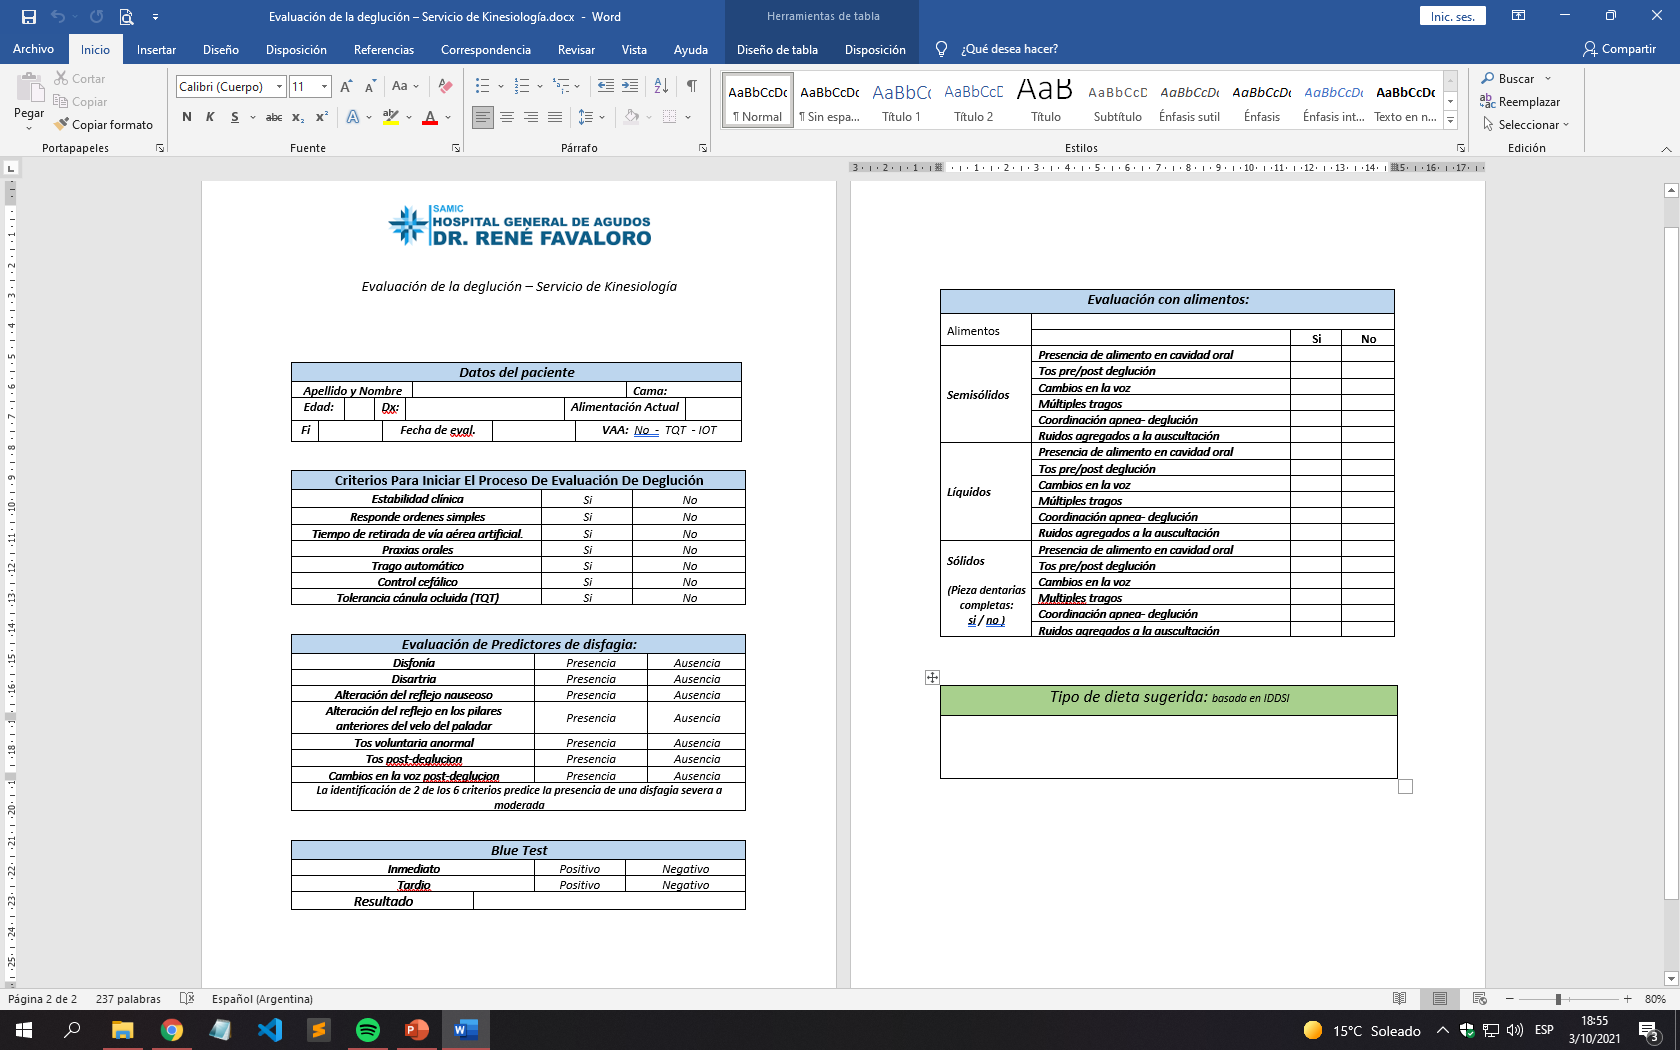 Evaluación de la deglución – Servicio de Kinesiología.docx - Word
Herramientas de tabla
Inic. ses.
Archivo Inicio Insertar Diseño Disposición Referencias Correspondencia Revisar Vista Ayuda Diseño de tabla Disposición ¿Qué desea hacer? Compartir
Pegar
Cortar
Copiar
Copiar formato
Portapapeles
Calibri (Cuerpo) 11
Aa
N K S abc x₂ x²
Fuente
Párrafo
AaBbCcDc AaBbCcDc AaBbCc AaBbCcD AaB AaBbCcD AaBbCcDc AaBbCcDc AaBbCcDc AaBbCcDc
¶ Normal ¶ Sin espa... Título 1 Título 2 Título Subtítulo Énfasis sutil Énfasis Énfasis int... Texto en n...
Estilos
Buscar
Reemplazar
Seleccionar
Edición
SAMIC
HOSPITAL GENERAL DE AGUDOS
DR. RENÉ FAVALORO
Evaluación de la deglución – Servicio de Kinesiología
Datos del paciente
Apellido y Nombre Cama:
Edad: Dx: Alimentación Actual
Fi Fecha de eval. VAA: No - TQT - IOT
Criterios Para Iniciar El Proceso De Evaluación De Deglución
Estabilidad clínica Si No
Responde ordenes simples Si No
Tiempo de retirada de vía aérea artificial. Si No
Praxias orales Si No
Trago automático Si No
Control cefálico Si No
Tolerancia cánula ocluida (TQT) Si No
Evaluación de Predictores de disfagia:
Disfonía Presencia Ausencia
Disartria Presencia Ausencia
Alteración del reflejo nauseoso Presencia Ausencia
Alteración del reflejo en los pilares
anteriores del velo del paladar Presencia Ausencia
Tos voluntaria anormal Presencia Ausencia
Tos post-deglucion Presencia Ausencia
Cambios en la voz post-deglucion Presencia Ausencia
La identificación de 2 de los 6 criterios predice la presencia de una disfagia severa a
moderada
Blue Test
Inmediato Positivo Negativo
Tardio Positivo Negativo
Resultado
Evaluación con alimentos:
Alimentos
Si No
Semisólidos
Presencia de alimento en cavidad oral
Tos pre/post deglución
Cambios en la voz
Múltiples tragos
Coordinación apnea- deglución
Ruidos agregados a la auscultación
Líquidos
Presencia de alimento en cavidad oral
Tos pre/post deglución
Cambios en la voz
Múltiples tragos
Coordinación apnea- deglución
Ruidos agregados a la auscultación
Sólidos
(Pieza dentarias
completas:
si / no )
Presencia de alimento en cavidad oral
Tos pre/post deglución
Cambios en la voz
Multiples tragos
Coordinación apnea- deglución
Ruidos agregados a la auscultación
Tipo de dieta sugerida: basada en IDDSI
Página 2 de 2 237 palabras Español (Argentina) 80%
15°C Soleado ESP
18:55
3/10/2021
3